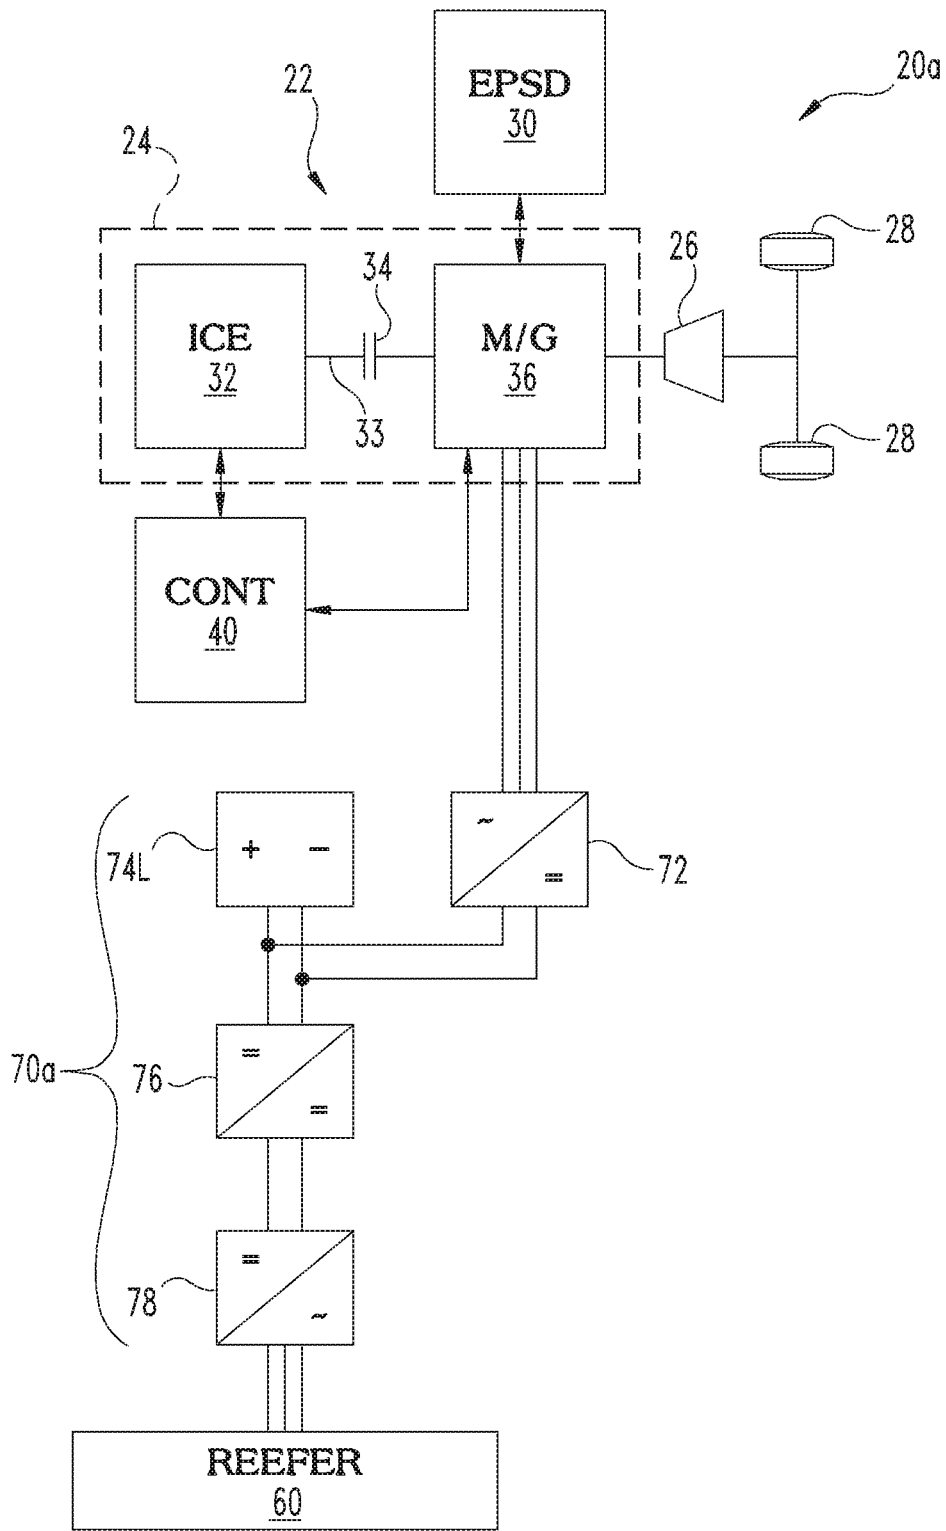 EPSD
30
20a
22
24
28
26
34
ICE
32
M/G
36
33
28
CONT
40
74L
+ −
~
=
72
70a
76
=
=
78
=
~
REEFER
60